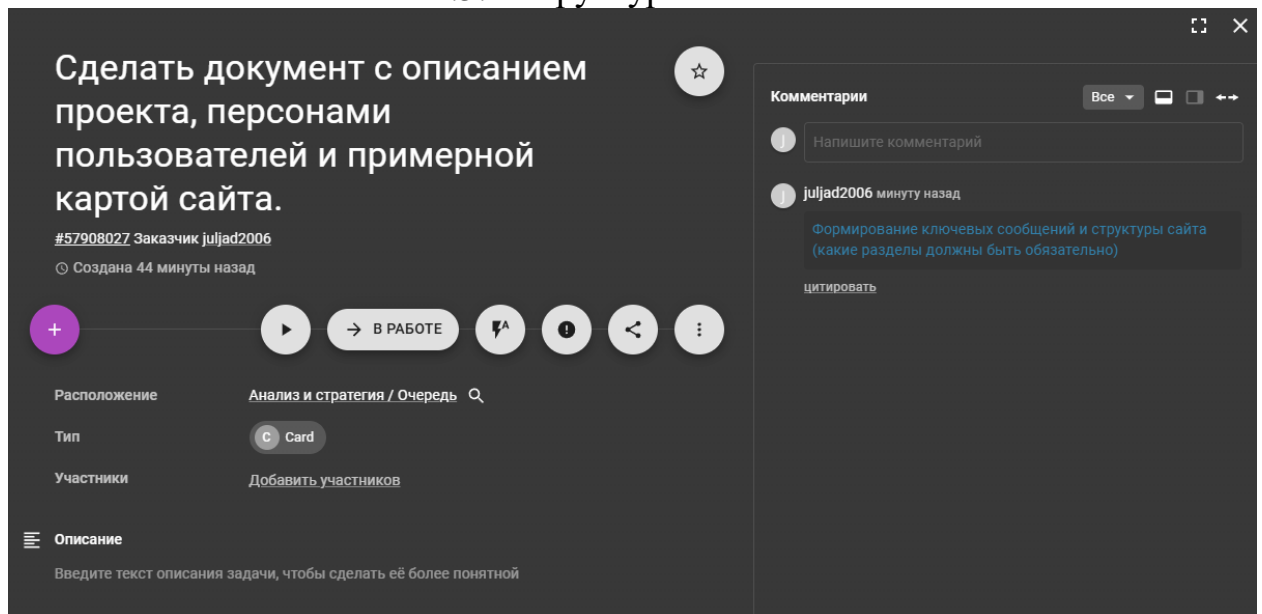 Сделать документ с описанием
проекта, персонами
пользователей и примерной
картой сайта.
#57908027 Заказчик juljad2006
Создана 44 минуты назад
В РАБОТЕ
Расположение
Анализ и стратегия / Очередь
Тип
C Card
Участники
Добавить участников
Описание
Введите текст описания задачи, чтобы сделать её более понятной
Комментарии
Все
J
Напишите комментарий
J
juljad2006 минуту назад
Формирование ключевых сообщений и структуры сайта
(какие разделы должны быть обязательно)
цитировать